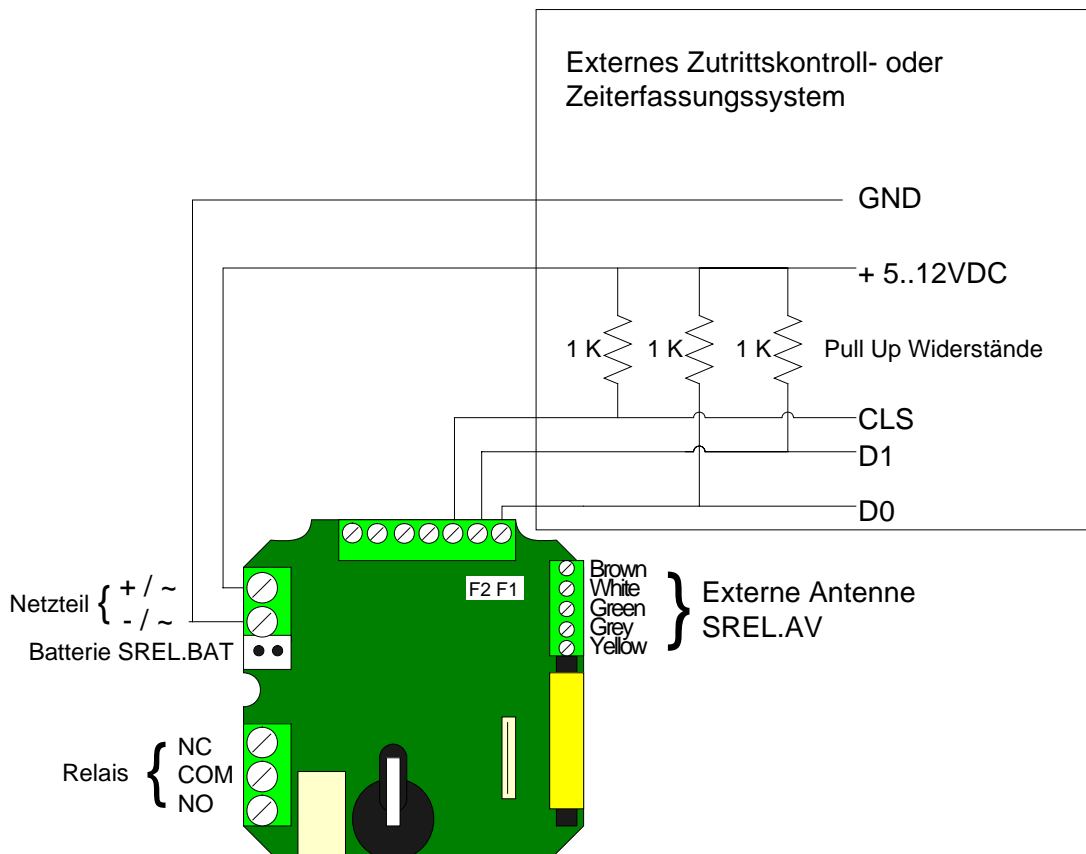 Externes Zutrittskontroll- oder
Zeiterfassungssystem
GND
+ 5..12VDC
1 K
1 K
1 K
Pull Up Widerstände
CLS
D1
D0
F2 F1
Brown
White
Green
Grey
Yellow
Externe Antenne
SREL.AV
Netzteil
+ / ~
- / ~
Batterie SREL.BAT
Relais
NC
COM
NO